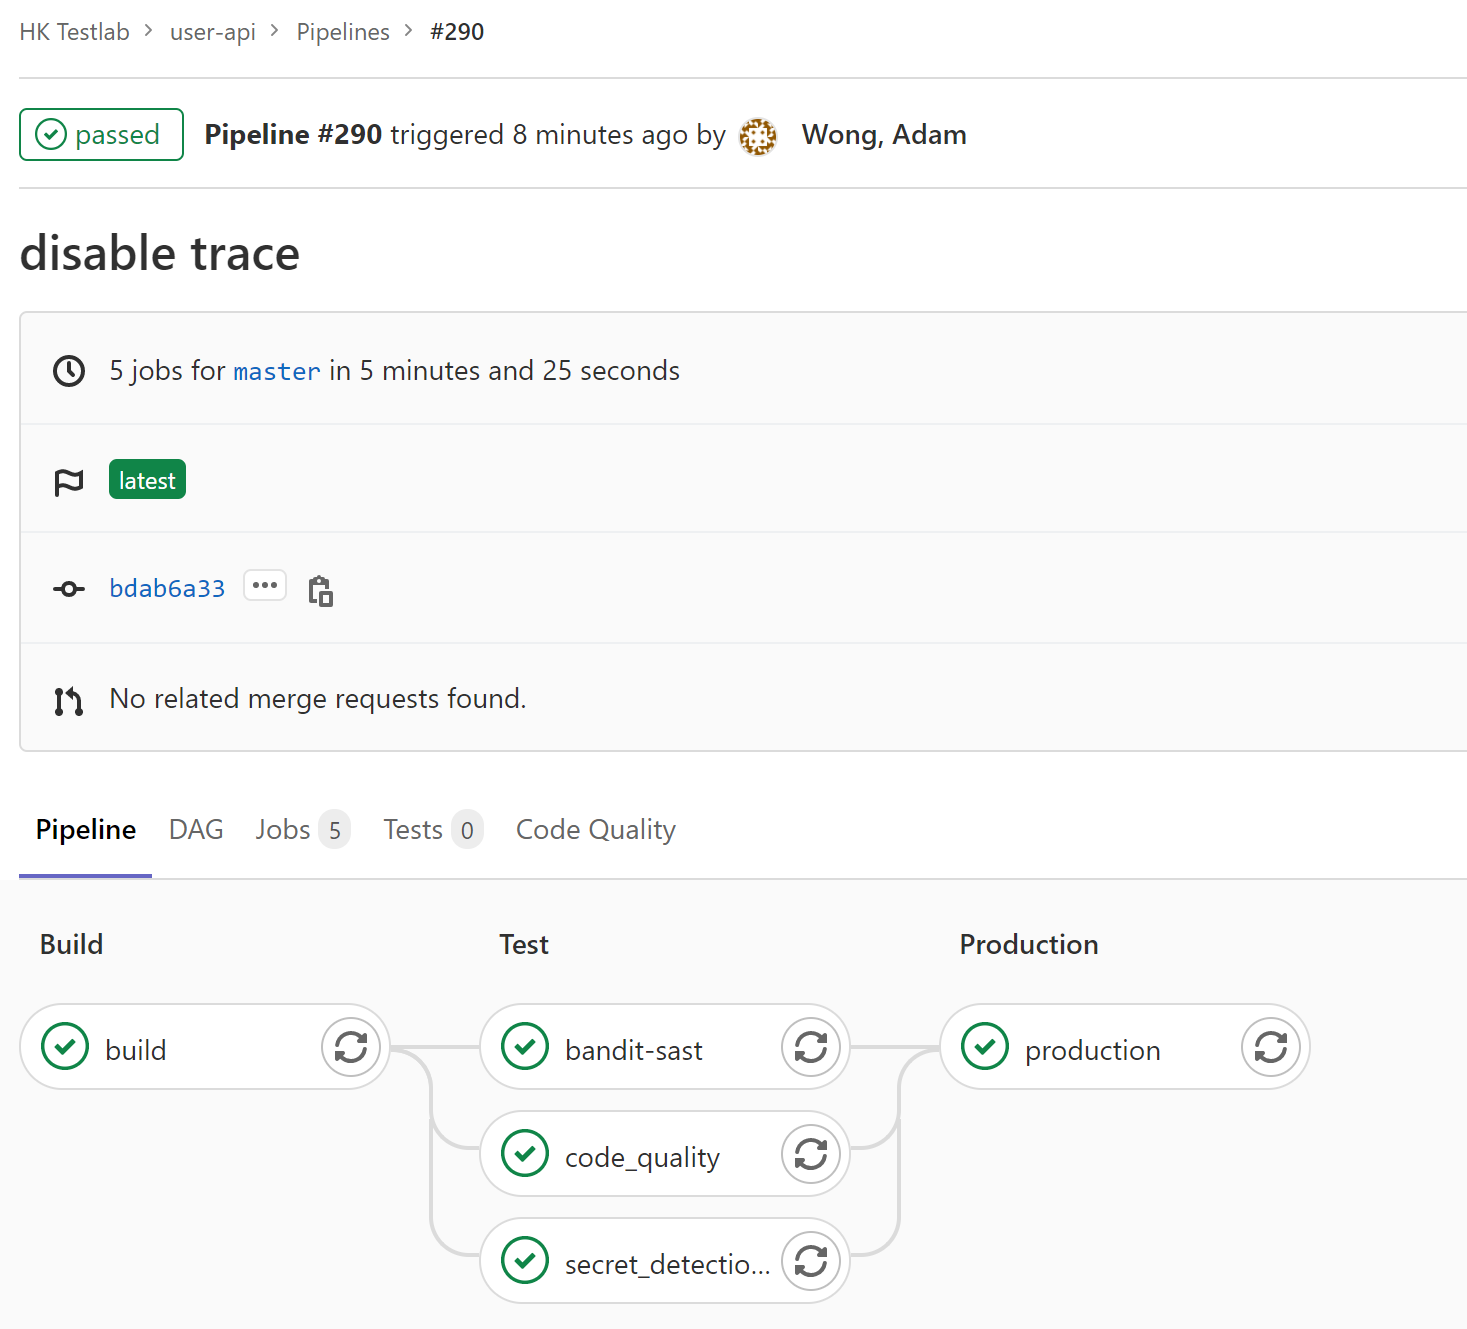 HK Testlab > user-api > Pipelines > #290
passed Pipeline #290 triggered 8 minutes ago by Wong, Adam
disable trace
5 jobs for master in 5 minutes and 25 seconds
latest
bdab6a33 ···
No related merge requests found.
Pipeline DAG Jobs 5 Tests 0 Code Quality
Build Test Production
build bandit-sast production
code_quality
secret_detectio...